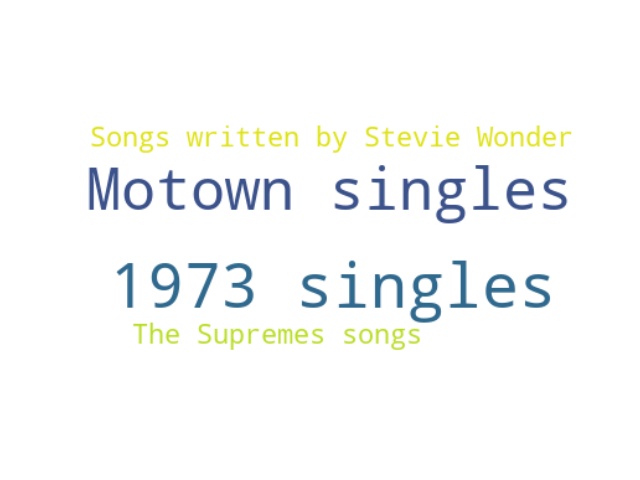 Songs written by Stevie Wonder
Motown singles
1973 singles
The Supremes songs